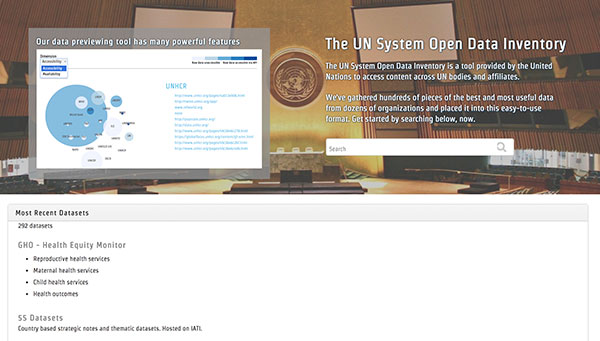 Our data previewing tool has many powerful features
Dimension
Accessibility
Accessibility
Readability
UNHCR
The UN System Open Data Inventory
The UN System Open Data Inventory is a tool provided by the United
Nations to access content across UN bodies and affiliates.
We've gathered hundreds of pieces of the best and most useful data
from dozens of organizations and placed it into this easy-to-use
format. Get started by searching below, now.
Search
Most Recent Datasets
292 datasets
GHO - Health Equity Monitor
Reproductive health services
Maternal health services
Child health services
Health outcomes
SS Datasets
Country based strategic notes and thematic datasets. Hosted on IATI.